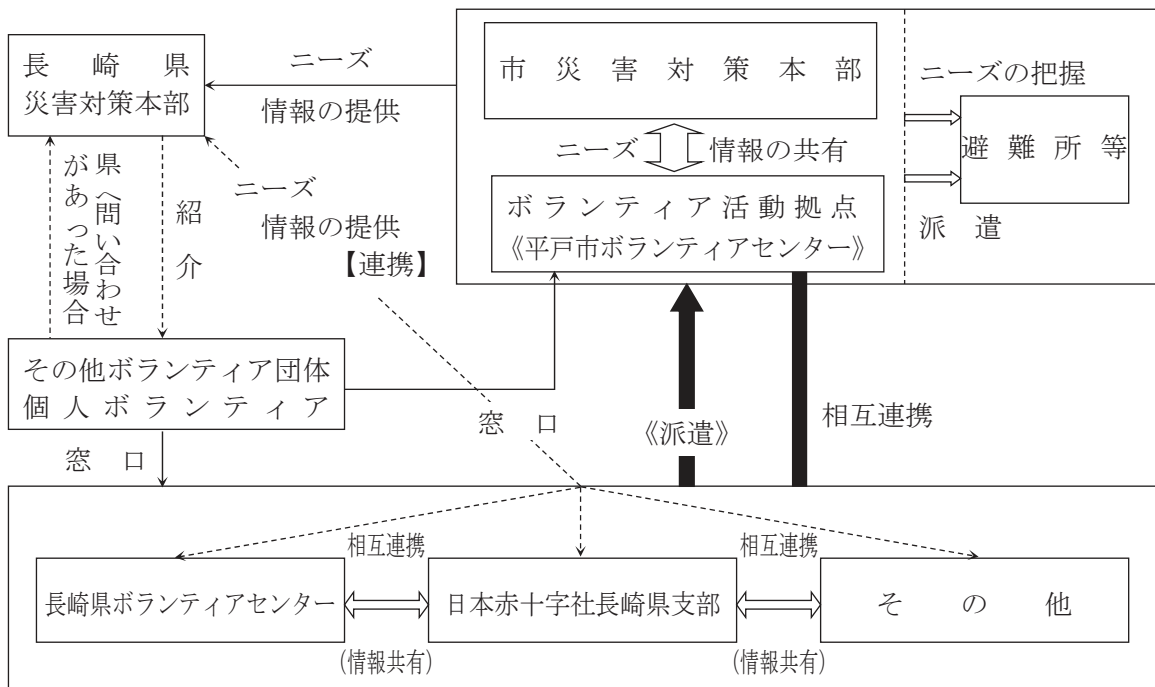 長崎県
災害対策本部
ニーズ
情報の提供
市災害対策本部
ニーズ
情報の共有
ボランティア活動拠点
《平戸市ボランティアセンター》
ニーズの把握
避難所等
派遣
県へ問い合わせ
があった場合
紹介
ニーズ
情報の提供
【連携】
その他ボランティア団体
個人ボランティア
窓口
窓口
《派遣》
相互連携
相互連携
相互連携
長崎県ボランティアセンター
日本赤十字社長崎県支部
その他
(情報共有)
(情報共有)